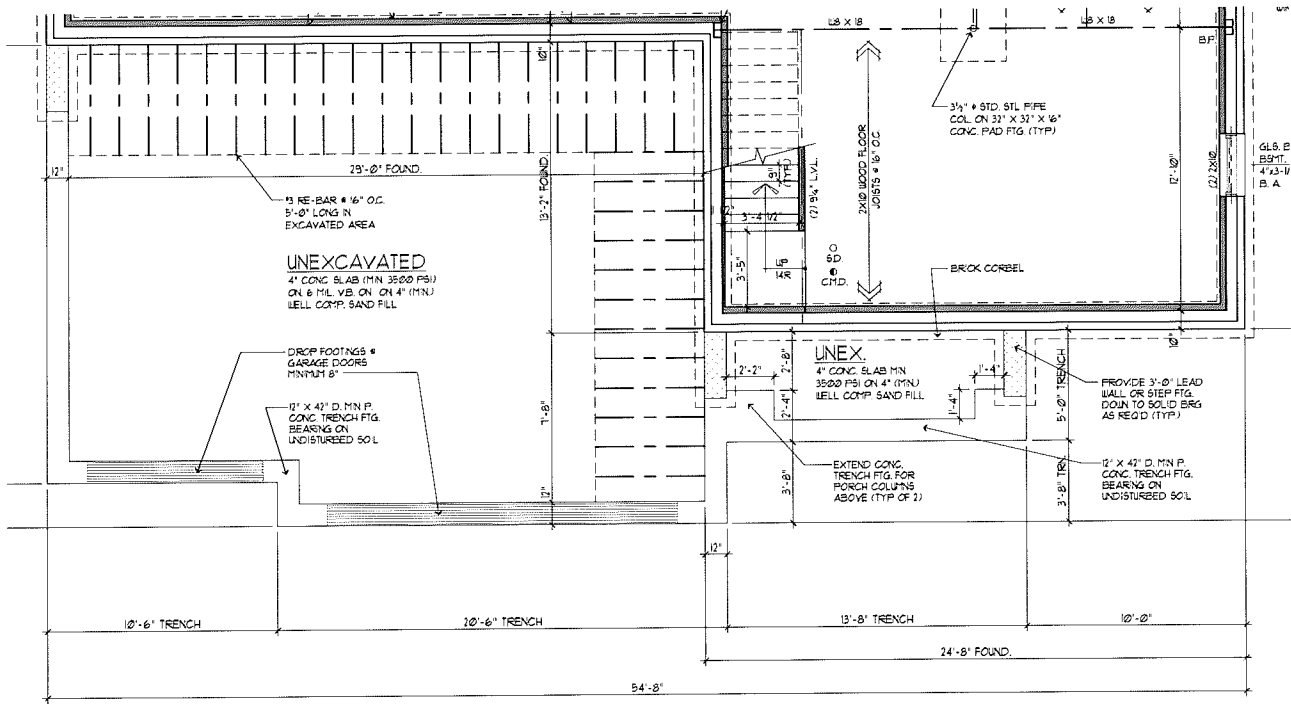 W8 X 18
W8 X 18
B.P.
10"
3½" ⌀ STD. STL PIPE
COL. ON 32" X 32" X 16"
CONC. PAD FTG. (TYP)
2X10 WOOD FLOOR
JOISTS @ 16" O.C.
12'-10"
(2) 2X10
GLS. B
BSMT.
B. A.
12"
29'-0" FOUND.
13'-2" FOUND.
9"
(TYP.)
(2) 9¼" L.V.L.
#3 RE-BAR @ 16" O.C.
5'-0" LONG IN
EXCAVATED AREA
3'-4 1/2"
3'-5"
UP
14R
S.D.
C.M.D.
UNEXCAVATED
4" CONC SLAB (MIN 3500 PSI)
ON 6 MIL V.B. ON ON 4" (MIN.)
WELL COMP. SAND FILL
BRICK CORBEL
10"
DROP FOOTINGS @
GARAGE DOORS
MINIMUM 8"
UNEX.
4" CONC. SLAB MIN
3500 PSI ON 4" (MIN.)
WELL COMP SAND FILL
2'-8"
2'-2"
1'-4"
2'-4"
1'-4"
5'-0" TRENCH
PROVIDE 3'-0" LEAD
WALL OR STEP FTG.
DOWN TO SOLID BRG
AS REQ'D (TYP.)
12" X 42" D. MIN P.
CONC. TRENCH FTG.
BEARING ON
UNDISTURBED SOIL
7'-8"
12"
3'-8"
EXTEND CONC.
TRENCH FTG. FOR
PORCH COLUMNS
ABOVE (TYP OF 2)
3'-8" TRN.
12" X 42" D. MIN P.
CONC. TRENCH FTG.
BEARING ON
UNDISTURBED SOIL
12"
10'-6" TRENCH
20'-6" TRENCH
13'-8" TRENCH
10'-0"
24'-8" FOUND.
54'-8"